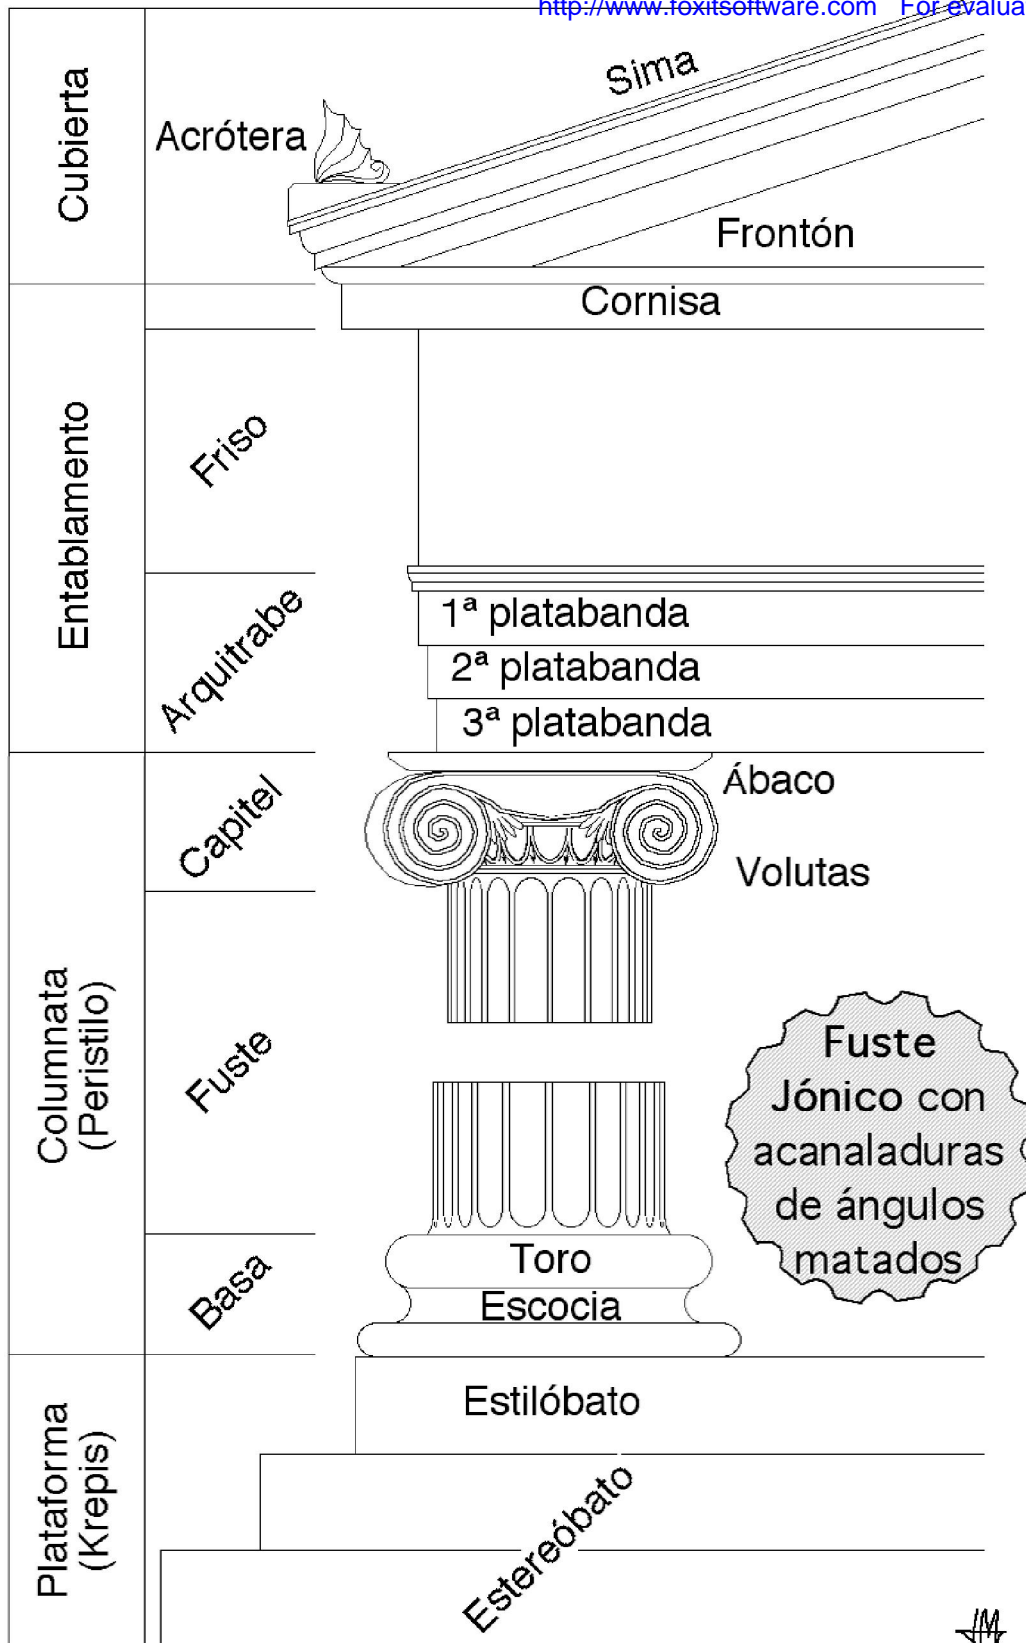 http://www.foxitsoftware.com For evalua
Cubierta
Acrótera
Sima
Frontón
Cornisa
Entablamento
Friso
Arquitrabe
1ª platabanda
2ª platabanda
3ª platabanda
Columnata
(Peristilo)
Capitel
Ábaco
Volutas
Fuste
Fuste
Jónico con
acanaladuras
de ángulos
matados
Basa
Toro
Escocia
Plataforma
(Krepis)
Estilóbato
Estereóbato